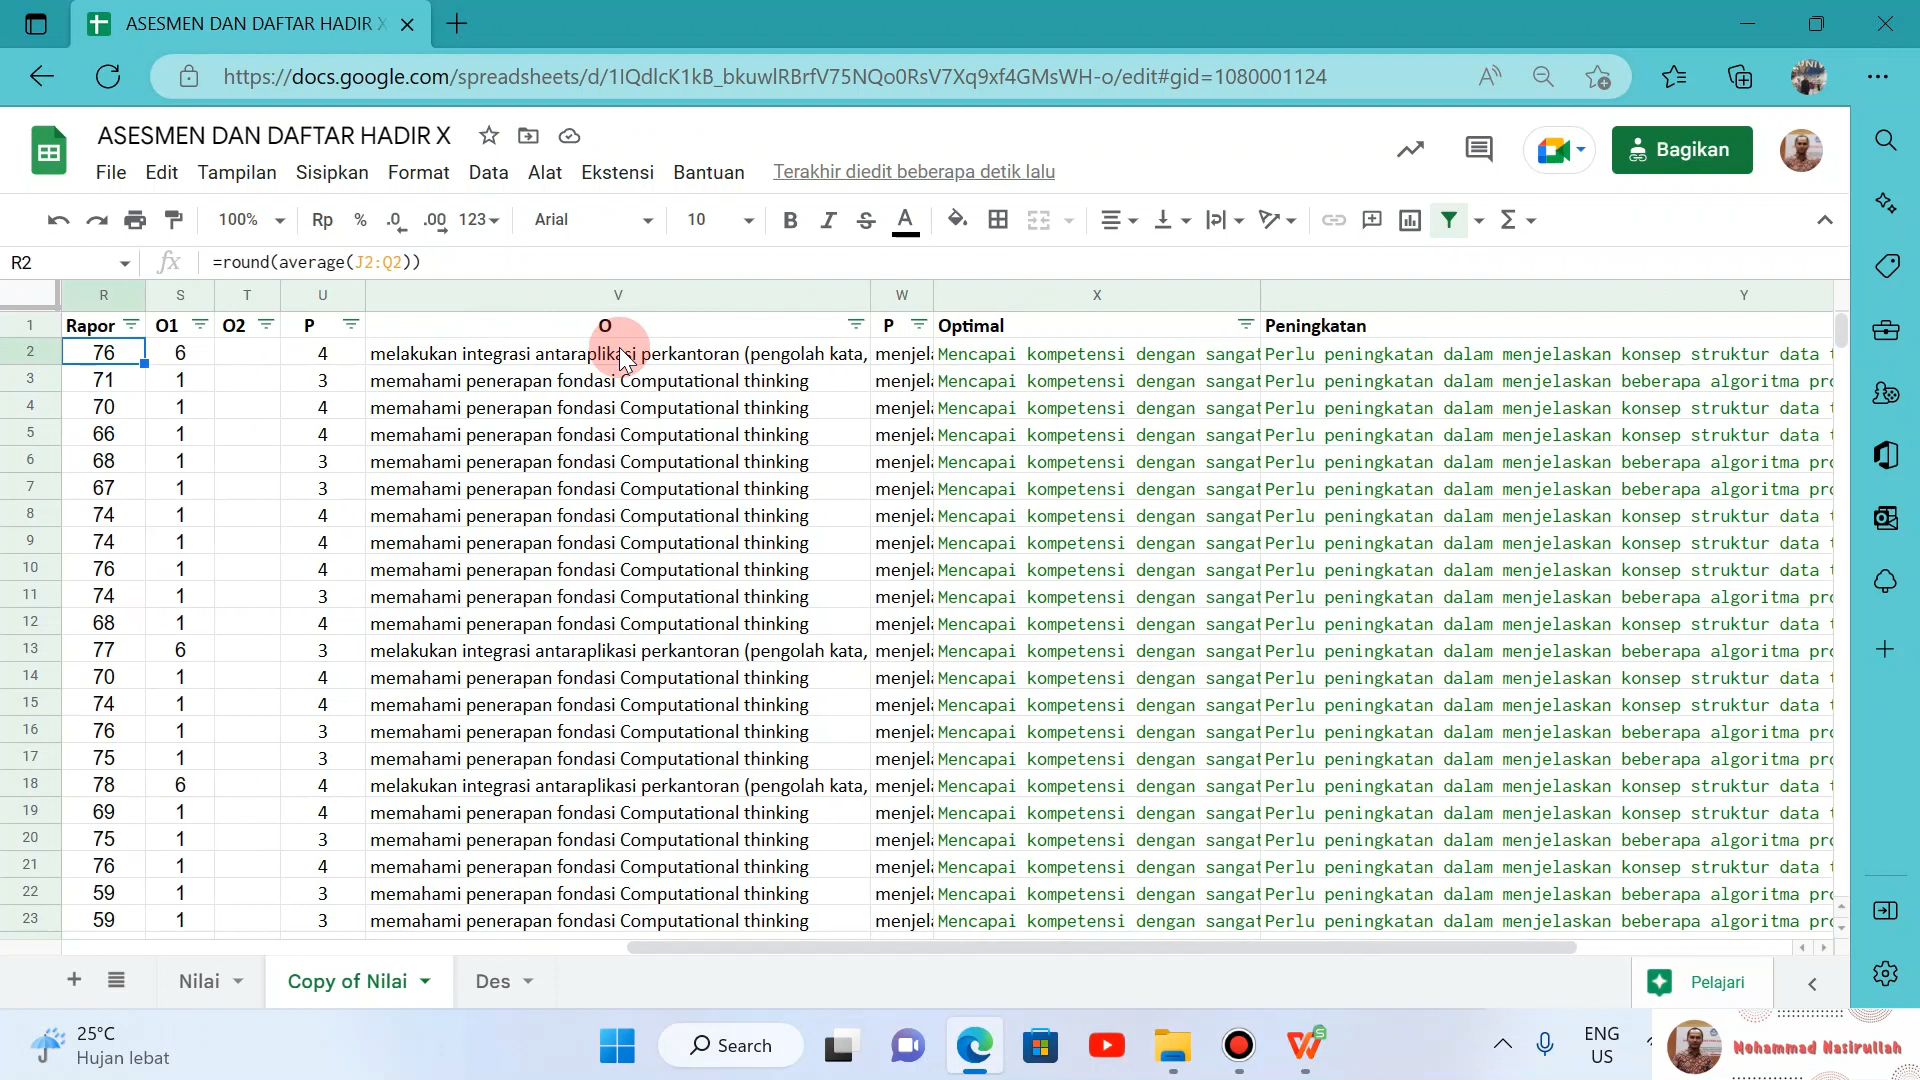 ASESMEN DAN DAFTAR HADIR X
https://docs.google.com/spreadsheets/d/1IQdlcK1kB_bkuwlRBrfV75NQo0RsV7Xq9xf4GMsWH-o/edit#gid=1080001124
ASESMEN DAN DAFTAR HADIR X
Bagikan
File Edit Tampilan Sisipkan Format Data Alat Ekstensi Bantuan Terakhir diedit beberapa detik lalu
100% Rp % .0 .00 123 Arial 10 B I S A
R2 fx =round(average(J2:Q2))
R S T U V W X Y
1 Rapor O1 O2 P O P Optimal Peningkatan
2 76 6 4 melakukan integrasi antaraplikasi perkantoran (pengolah kata, menjel Mencapai kompetensi dengan sangat Perlu peningkatan dalam menjelaskan konsep struktur data
3 71 1 3 memahami penerapan fondasi Computational thinking menjel Mencapai kompetensi dengan sangat Perlu peningkatan dalam menjelaskan beberapa algoritma pro
4 70 1 4 memahami penerapan fondasi Computational thinking menjel Mencapai kompetensi dengan sangat Perlu peningkatan dalam menjelaskan konsep struktur data
5 66 1 4 memahami penerapan fondasi Computational thinking menjel Mencapai kompetensi dengan sangat Perlu peningkatan dalam menjelaskan konsep struktur data
6 68 1 3 memahami penerapan fondasi Computational thinking menjel Mencapai kompetensi dengan sangat Perlu peningkatan dalam menjelaskan beberapa algoritma pro
7 67 1 3 memahami penerapan fondasi Computational thinking menjel Mencapai kompetensi dengan sangat Perlu peningkatan dalam menjelaskan beberapa algoritma pro
8 74 1 4 memahami penerapan fondasi Computational thinking menjel Mencapai kompetensi dengan sangat Perlu peningkatan dalam menjelaskan konsep struktur data
9 74 1 4 memahami penerapan fondasi Computational thinking menjel Mencapai kompetensi dengan sangat Perlu peningkatan dalam menjelaskan konsep struktur data
10 76 1 4 memahami penerapan fondasi Computational thinking menjel Mencapai kompetensi dengan sangat Perlu peningkatan dalam menjelaskan konsep struktur data
11 74 1 3 memahami penerapan fondasi Computational thinking menjel Mencapai kompetensi dengan sangat Perlu peningkatan dalam menjelaskan beberapa algoritma pro
12 68 1 4 memahami penerapan fondasi Computational thinking menjel Mencapai kompetensi dengan sangat Perlu peningkatan dalam menjelaskan konsep struktur data
13 77 6 3 melakukan integrasi antaraplikasi perkantoran (pengolah kata, menjel Mencapai kompetensi dengan sangat Perlu peningkatan dalam menjelaskan beberapa algoritma pro
14 70 1 4 memahami penerapan fondasi Computational thinking menjel Mencapai kompetensi dengan sangat Perlu peningkatan dalam menjelaskan konsep struktur data
15 74 1 4 memahami penerapan fondasi Computational thinking menjel Mencapai kompetensi dengan sangat Perlu peningkatan dalam menjelaskan konsep struktur data
16 76 1 3 memahami penerapan fondasi Computational thinking menjel Mencapai kompetensi dengan sangat Perlu peningkatan dalam menjelaskan beberapa algoritma pro
17 75 1 3 memahami penerapan fondasi Computational thinking menjel Mencapai kompetensi dengan sangat Perlu peningkatan dalam menjelaskan beberapa algoritma pro
18 78 6 4 melakukan integrasi antaraplikasi perkantoran (pengolah kata, menjel Mencapai kompetensi dengan sangat Perlu peningkatan dalam menjelaskan konsep struktur data
19 69 1 4 memahami penerapan fondasi Computational thinking menjel Mencapai kompetensi dengan sangat Perlu peningkatan dalam menjelaskan konsep struktur data
20 75 1 3 memahami penerapan fondasi Computational thinking menjel Mencapai kompetensi dengan sangat Perlu peningkatan dalam menjelaskan beberapa algoritma pro
21 76 1 4 memahami penerapan fondasi Computational thinking menjel Mencapai kompetensi dengan sangat Perlu peningkatan dalam menjelaskan konsep struktur data
22 59 1 3 memahami penerapan fondasi Computational thinking menjel Mencapai kompetensi dengan sangat Perlu peningkatan dalam menjelaskan beberapa algoritma pro
23 59 1 3 memahami penerapan fondasi Computational thinking menjel Mencapai kompetensi dengan sangat Perlu peningkatan dalam menjelaskan beberapa algoritma pro
Nilai Copy of Nilai Des Pelajari
25°C
Hujan lebat
Search
ENG
US
Mohammad Nasirullah